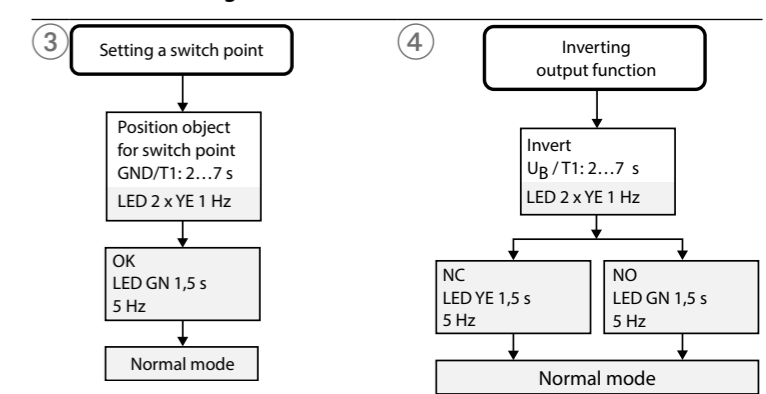 3
Setting a switch point
Position object
for switch point
GND/T1: 2…7 s
LED 2 x YE 1 Hz
OK
LED GN 1,5 s
5 Hz
Normal mode
4
Inverting
output function
Invert
UB / T1: 2…7 s
LED 2 x YE 1 Hz
NC
LED YE 1,5 s
5 Hz
NO
LED GN 1,5 s
5 Hz
Normal mode